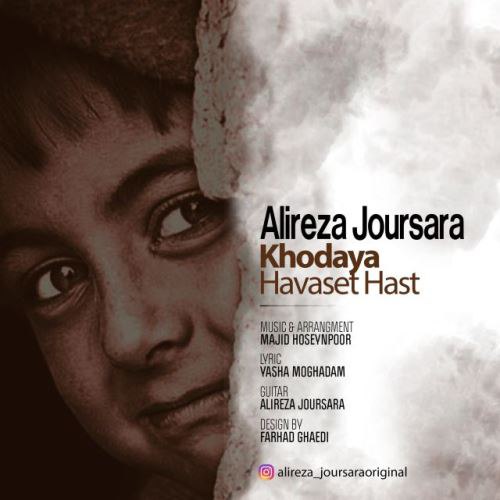 Alireza Joursara
Khodaya
Havaset Hast
MUSIC & ARRANGMENT
MAJID HOSEYNPOOR
LYRIC
YASHA MOGHADAM
GUITAR
ALIREZA JOURSARA
DESIGN BY
FARHAD GHAEDI
alireza_joursaraoriginal